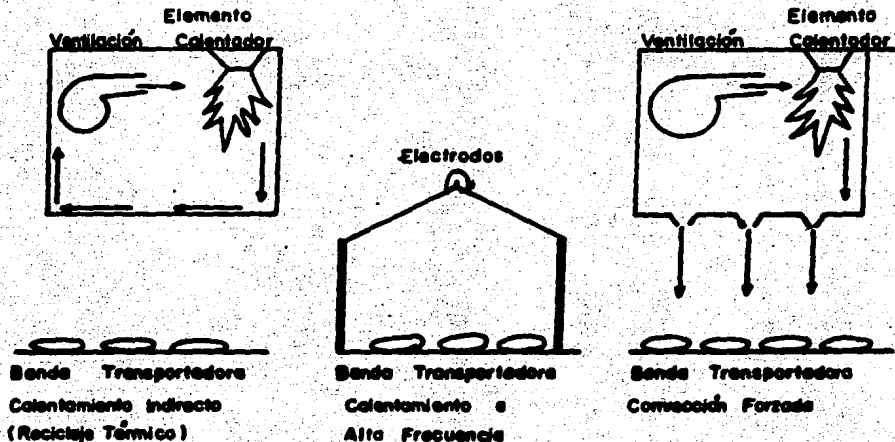 Elemento
Ventilación Calentador
Banda Transportadora
Calentamiento Indirecto
(Reciclaje Térmico)
Electrodos
Banda Transportadora
Calentamiento a
Alta Frecuencia
Elemento
Ventilación Calentador
Banda Transportadora
Convección Forzada